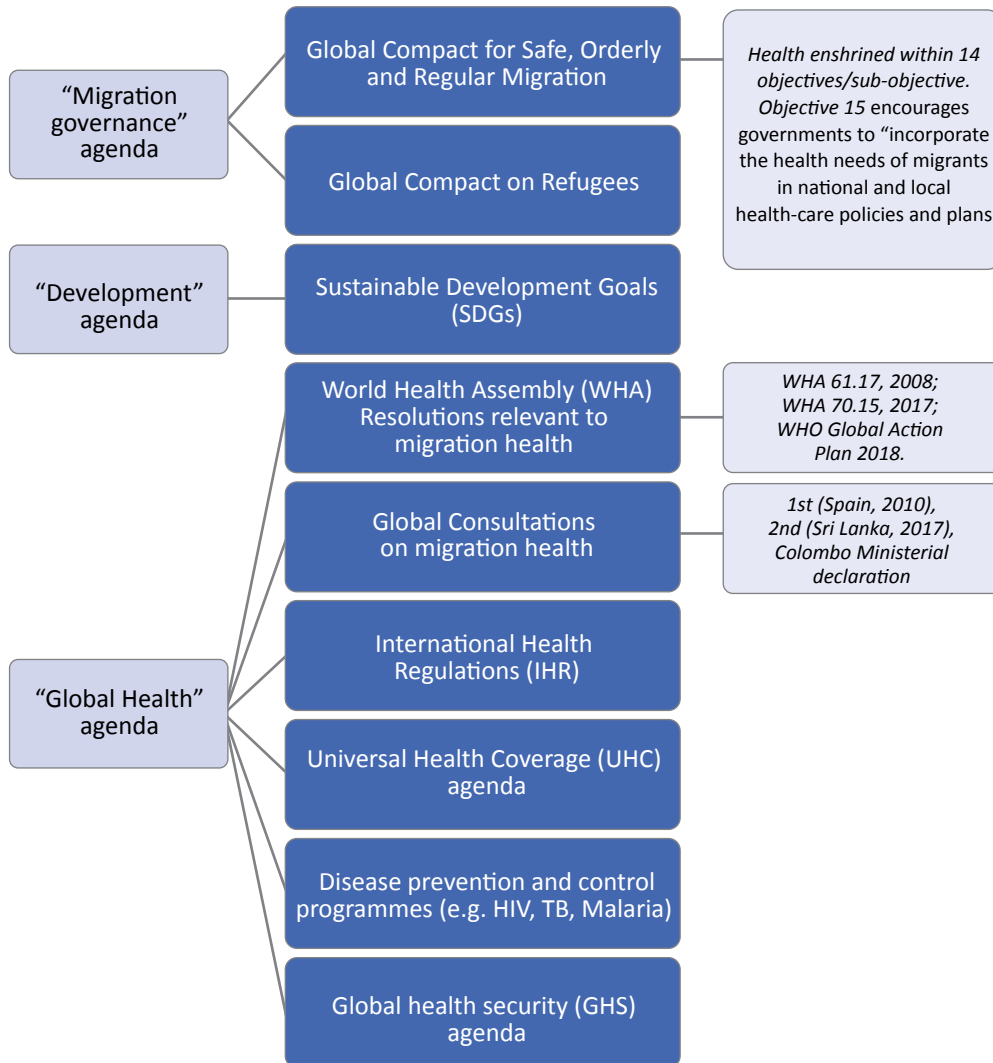 “Migration
governance”
agenda
Global Compact for Safe, Orderly
and Regular Migration
Health enshrined within 14
objectives/sub-objective.
Objective 15 encourages
governments to “incorporate
the health needs of migrants
in national and local
health-care policies and plans
Global Compact on Refugees
“Development”
agenda
Sustainable Development Goals
(SDGs)
“Global Health”
agenda
World Health Assembly (WHA)
Resolutions relevant to
migration health
WHA 61.17, 2008;
WHA 70.15, 2017;
WHO Global Action
Plan 2018.
Global Consultations
on migration health
1st (Spain, 2010),
2nd (Sri Lanka, 2017),
Colombo Ministerial
declaration
International Health
Regulations (IHR)
Universal Health Coverage (UHC)
agenda
Disease prevention and control
programmes (e.g. HIV, TB, Malaria)
Global health security (GHS)
agenda